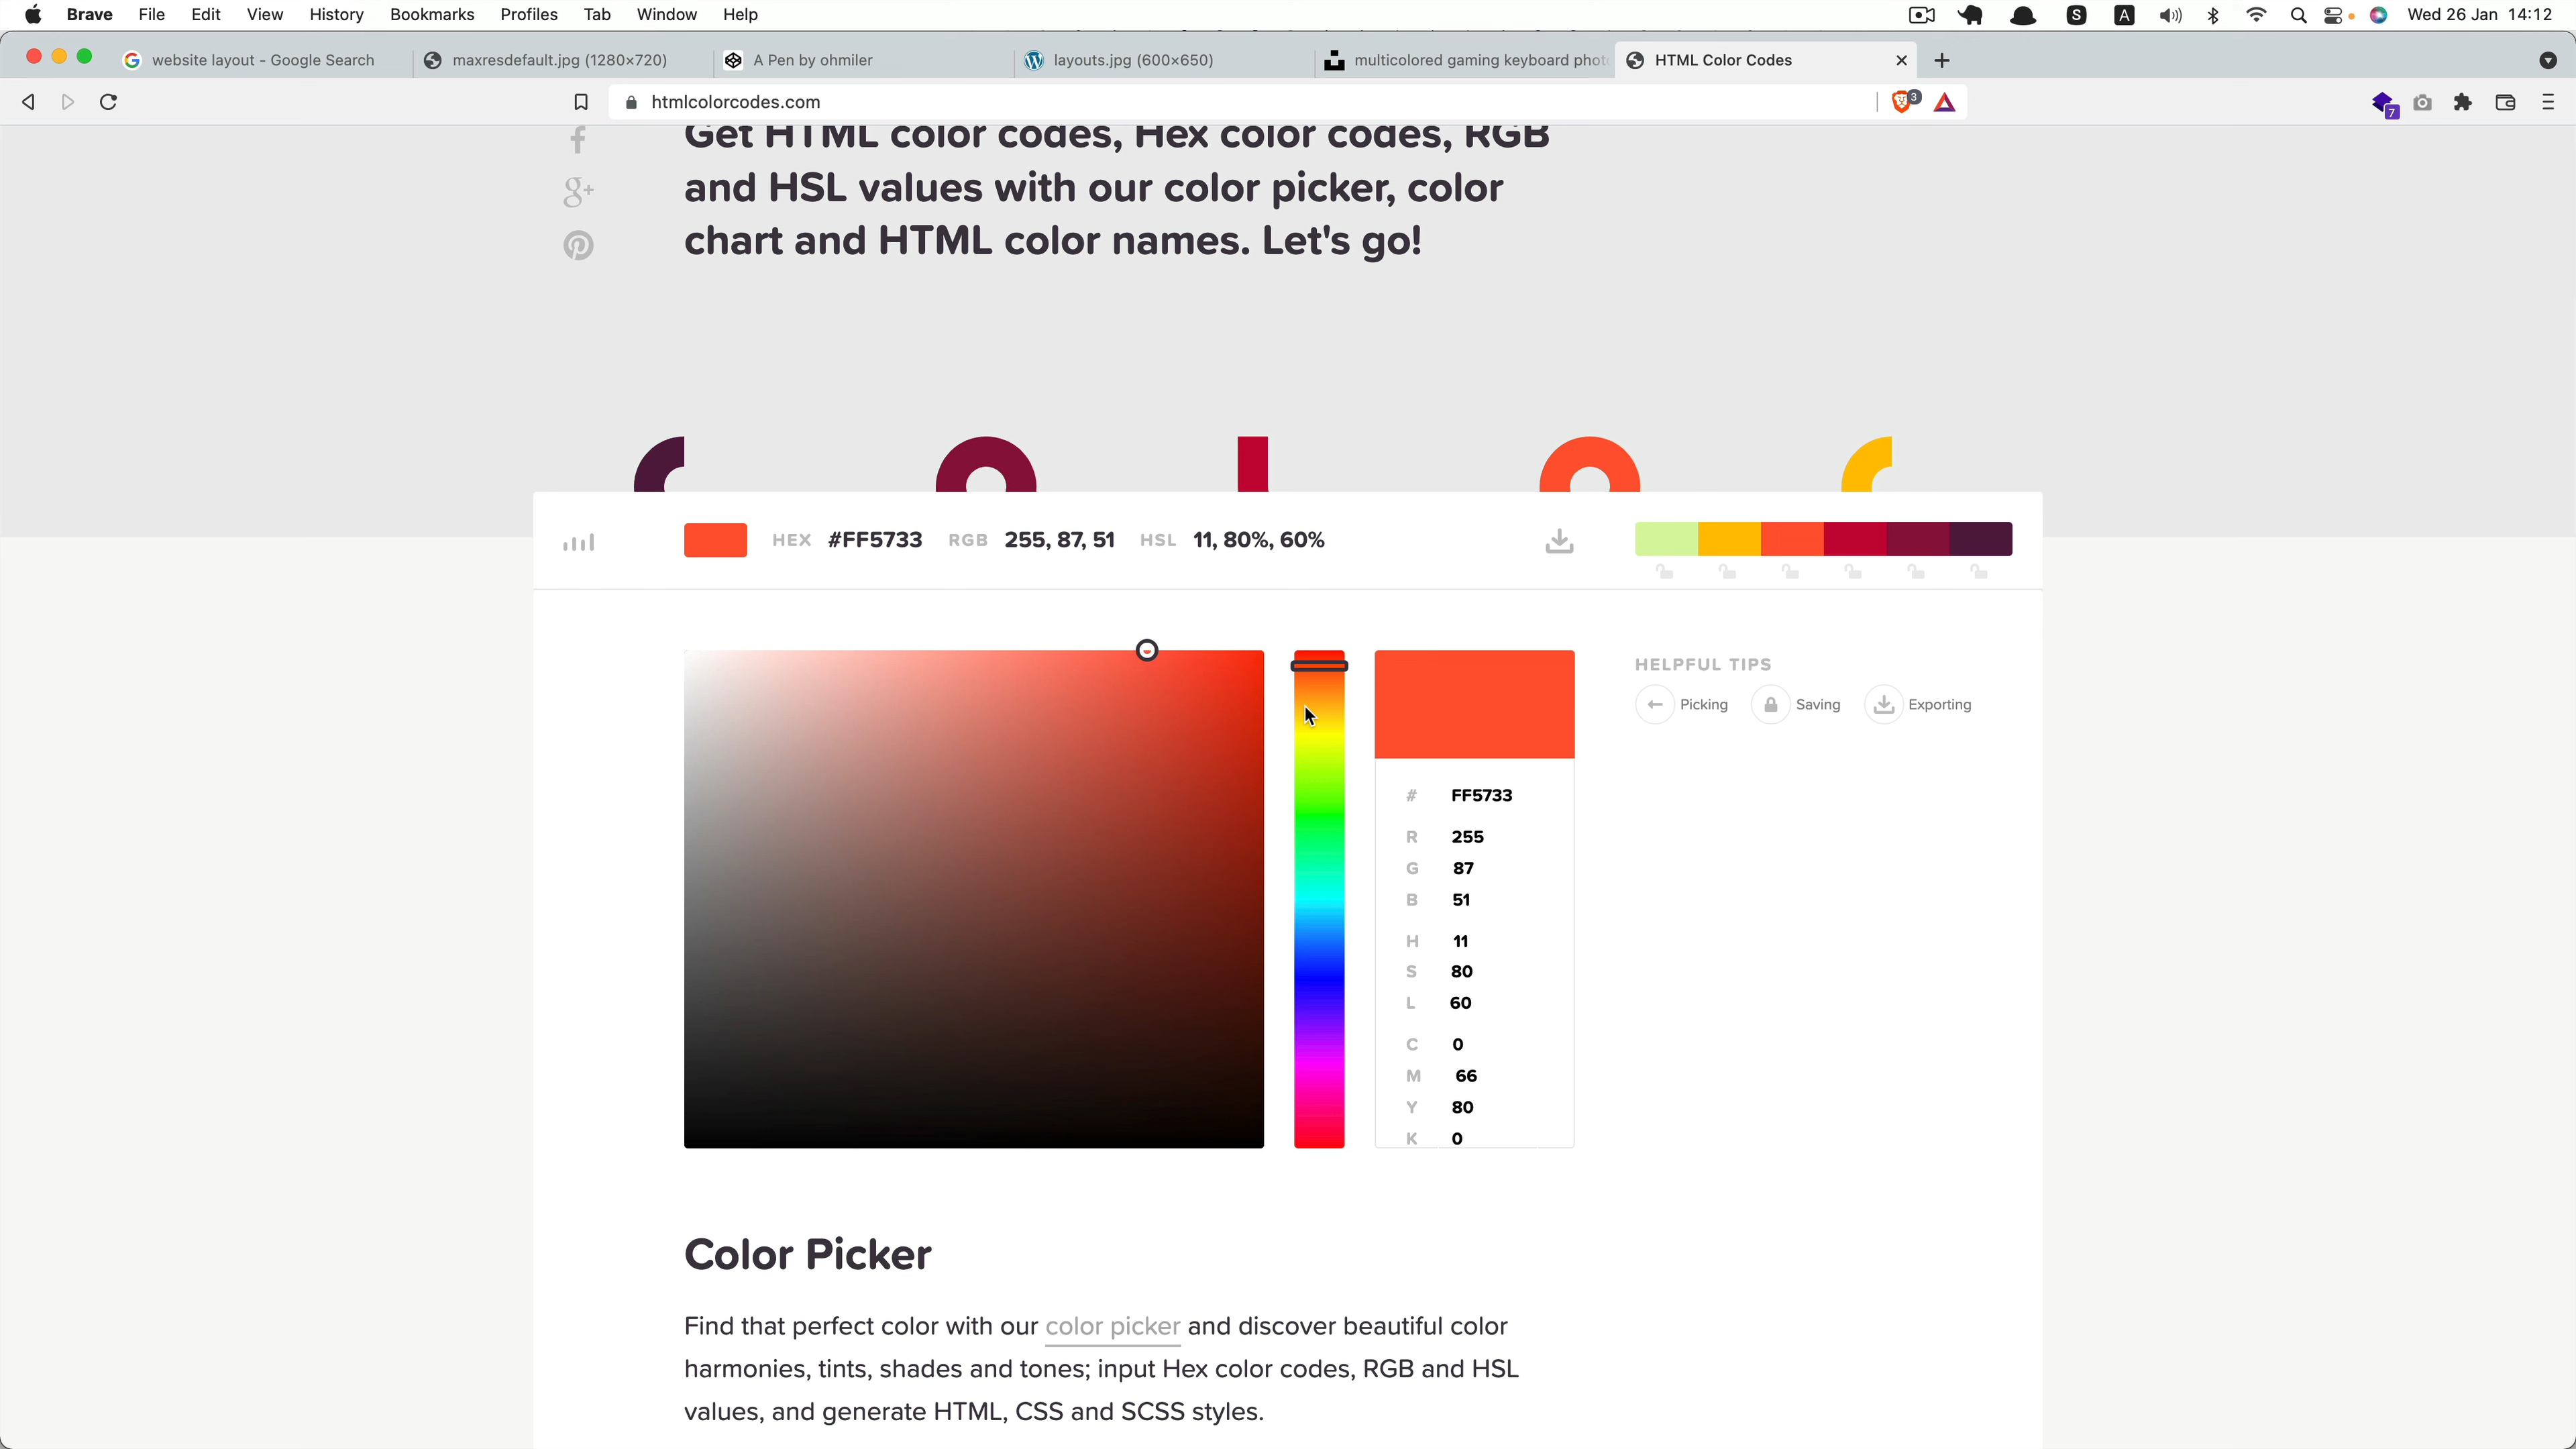 Brave File Edit View History Bookmarks Profiles Tab Window Help S A Wed 26 Jan 14:12
website layout - Google Search maxresdefault.jpg (1280×720) A Pen by ohmiler layouts.jpg (600×650) multicolored gaming keyboard HTML Color Codes
htmlcolorcodes.com 3 7
Get HTML color codes, Hex color codes, RGB
and HSL values with our color picker, color
chart and HTML color names. Let's go!
HEX #FF5733 RGB 255, 87, 51 HSL 11, 80%, 60%
HELPFUL TIPS
Picking Saving Exporting
# FF5733
R 255
G 87
B 51
H 11
S 80
L 60
C 0
M 66
Y 80
K 0
Color Picker
Find that perfect color with our color picker and discover beautiful color
harmonies, tints, shades and tones; input Hex color codes, RGB and HSL
values, and generate HTML, CSS and SCSS styles.